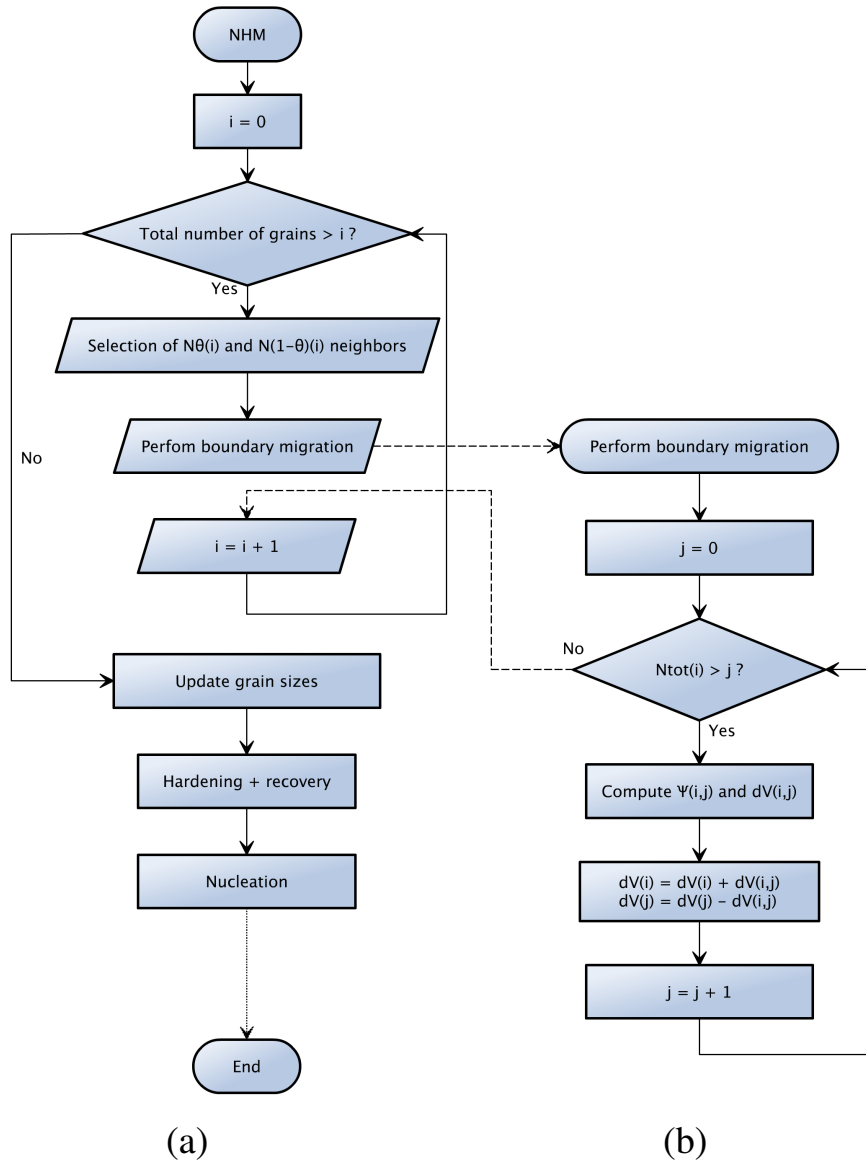 NHM
i = 0
Total number of grains > i ?
Yes
Selection of Nθ(i) and N(1-θ)(i) neighbors
Perfom boundary migration
No
i = i + 1
Update grain sizes
Hardening + recovery
Nucleation
End
(a)
Perform boundary migration
j = 0
No
Ntot(i) > j ?
Yes
Compute Ψ(i,j) and dV(i,j)
dV(i) = dV(i) + dV(i,j)
dV(j) = dV(j) – dV(i,j)
j = j + 1
(b)